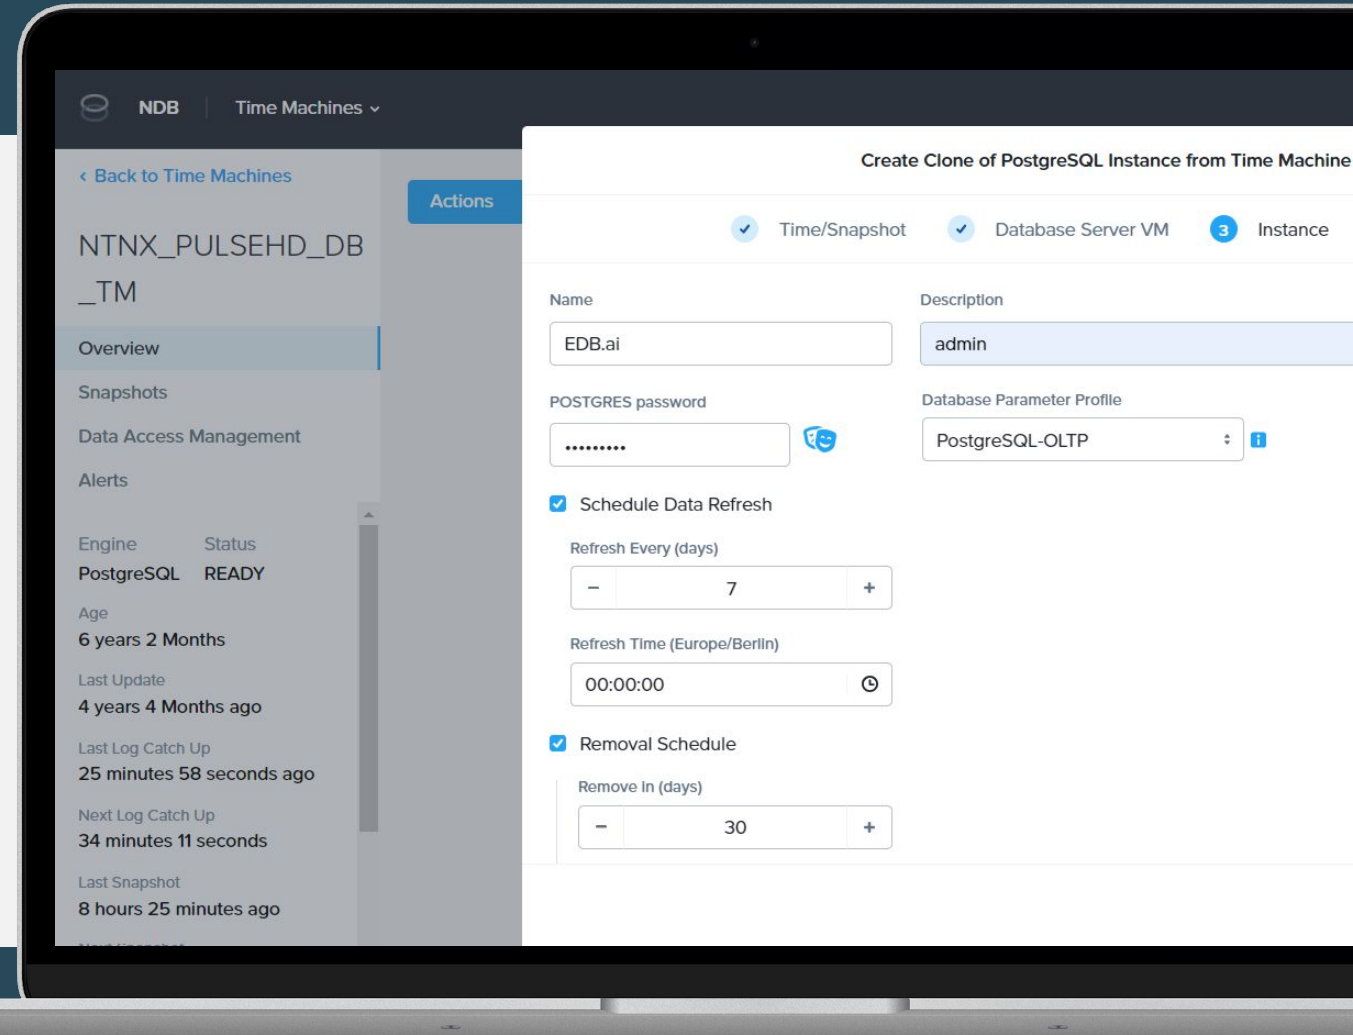 NDB
Time Machines
Create Clone of PostgreSQL Instance from Time Machine
Back to Time Machines
Actions
NTNX_PULSEHD_DB
_TM
Time/Snapshot
Database Server VM
3
Instance
Overview
Snapshots
Data Access Management
Alerts
Engine
Status
PostgreSQL
READY
Age
6 years 2 Months
Last Update
4 years 4 Months ago
Last Log Catch Up
25 minutes 58 seconds ago
Next Log Catch Up
34 minutes 11 seconds
Last Snapshot
8 hours 25 minutes ago
Name
EDB.ai
Description
admin
POSTGRES password
•••••••••
Database Parameter Profile
PostgreSQL-OLTP
Schedule Data Refresh
Refresh Every (days)
− 7 +
Refresh Time (Europe/Berlin)
00:00:00
Removal Schedule
Remove in (days)
− 30 +